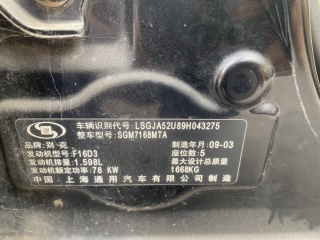 车辆识别代号: LSGJA52U89H043275
整车型号: SGM7168MTA
品牌: 别克 制造年月: 09-03
发动机型号: F16D3 座位数: 5
发动机排量: 1.598L 最大设计总质量
发动机额定功率: 78 KW 1668KG
中国·上海通用汽车有限公司制造